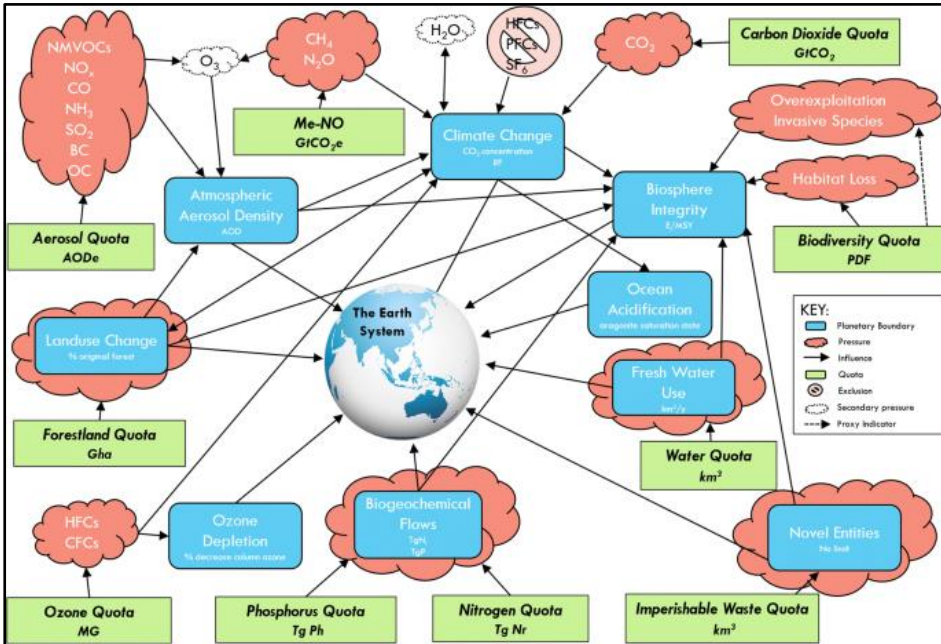 NMVOCs
NOx
CO
NH3
SO2
BC
OC
O3
CH4
N2O
H2O
HFCs
PFCs
SF6
CO2
Carbon Dioxide Quota
GtCO2
Me-NO
GtCO2e
Climate Change
CO2 concentration
RF
Overexploitation
Invasive Species
Habitat Loss
Atmospheric
Aerosol Density
AOD
Biosphere
Integrity
E/MSY
Aerosol Quota
AODe
Biodiversity Quota
PDF
The Earth
System
Ocean
Acidification
aragonite saturation state
KEY:
Planetary Boundary
Pressure
Influence
Quota
Exclusion
Secondary pressure
Proxy Indicator
Landuse Change
% original forest
Fresh Water
Use
km3/y
Forestland Quota
Gha
Water Quota
km3
HFCs
CFCs
Ozone
Depletion
% decrease column ozone
Biogeochemical
Flows
TgN,
TgP
Novel Entities
Ozone Quota
MG
Phosphorus Quota
Tg Ph
Nitrogen Quota
Tg Nr
Imperishable Waste Quota
km3